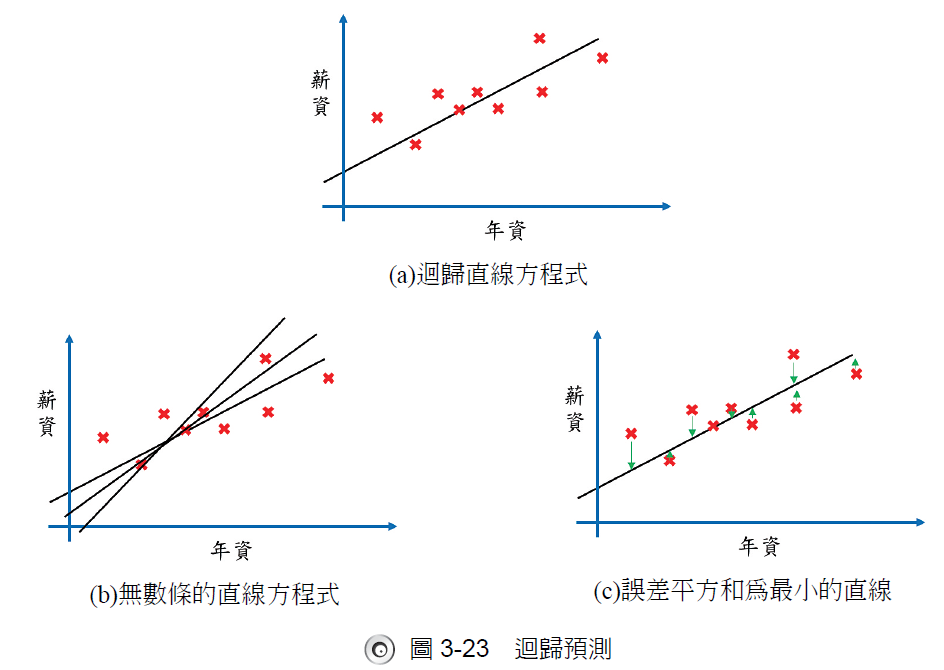 薪資
年資
(a)迴歸直線方程式
薪資
年資
(b)無數條的直線方程式
薪資
年資
(c)誤差平方和爲最小的直線
圖 3-23 迴歸預測